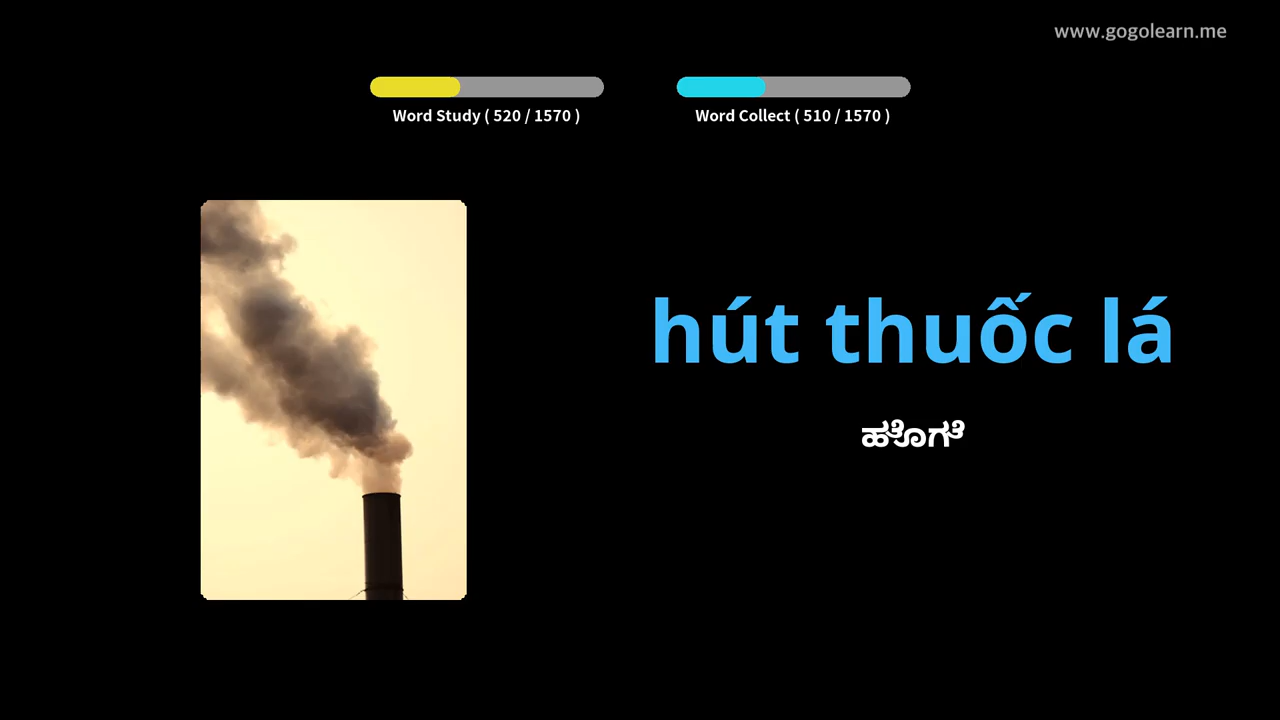 www.gogolearn.me
Word Study ( 520 / 1570 )
Word Collect ( 510 / 1570 )
hút thuốc lá
ಹೊಗೆ